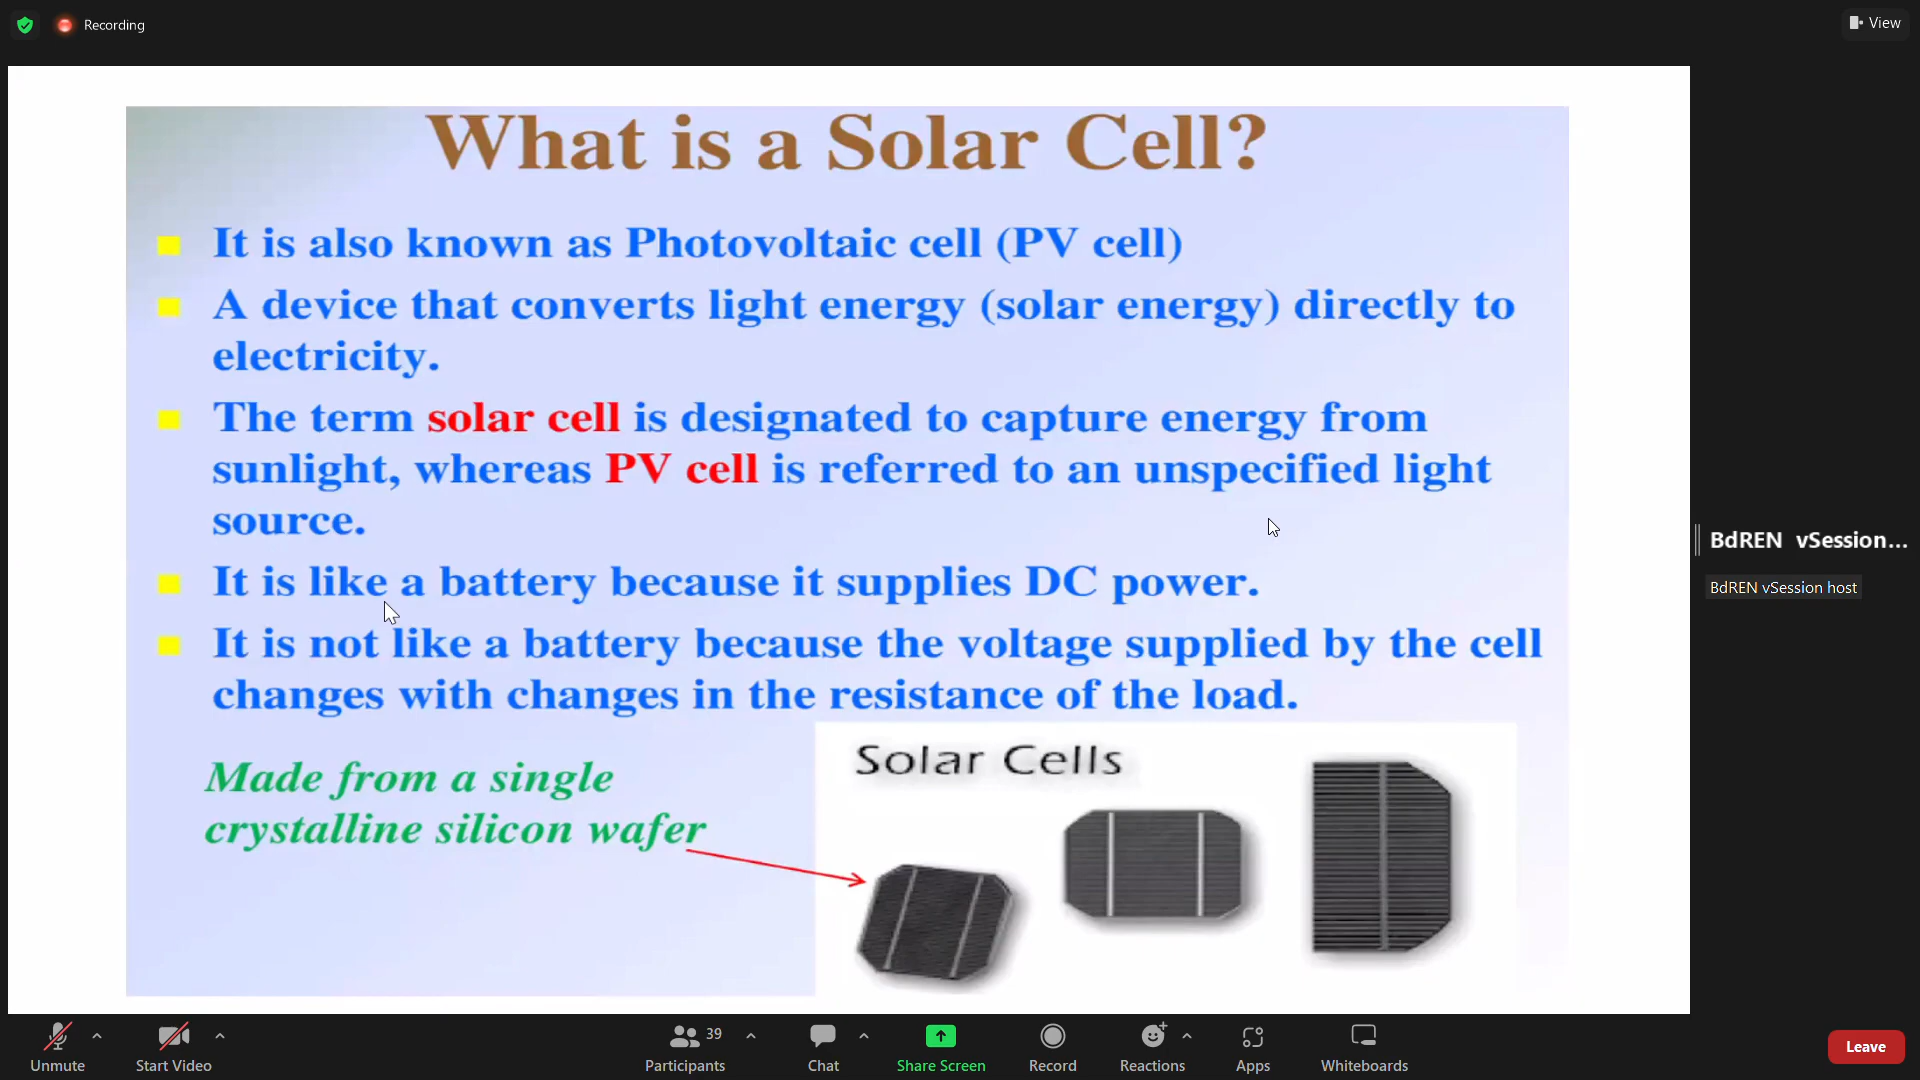 Recording
View
What is a Solar Cell?
It is also known as Photovoltaic cell (PV cell)
A device that converts light energy (solar energy) directly to
electricity.
The term solar cell is designated to capture energy from
sunlight, whereas PV cell is referred to an unspecified light
source.
It is like a battery because it supplies DC power.
It is not like a battery because the voltage supplied by the cell
changes with changes in the resistance of the load.
Made from a single
crystalline silicon wafer
Solar Cells
BdREN vSession...
BdREN vSession host
Unmute
Start Video
39
Participants
Chat
Share Screen
Record
Reactions
Apps
Whiteboards
Leave